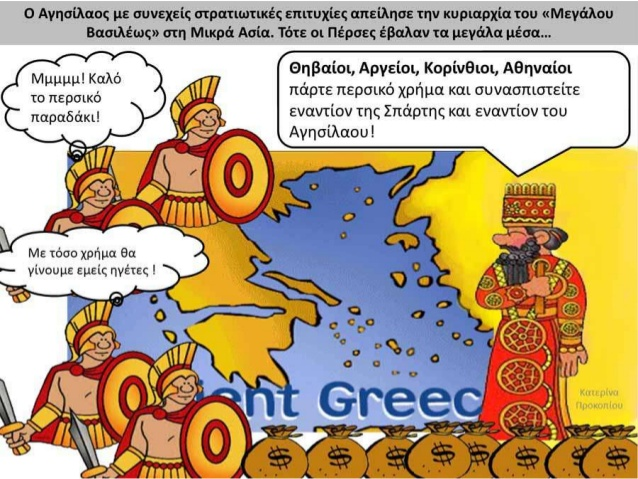 Ο Αγησίλαος με συνεχείς στρατιωτικές επιτυχίες απείλησε την κυριαρχία του «Μεγάλου
Βασιλέως» στη Μικρά Ασία. Τότε οι Πέρσες έβαλαν τα μεγάλα μέσα…
Μμμμμ! Καλό
το περσικό
παραδάκι!
Θηβαίοι, Αργείοι, Κορίνθιοι, Αθηναίοι
πάρτε περσικό χρήμα και συνασπιστείτε
εναντίον της Σπάρτης και εναντίον του
Αγησίλαου!
Με τόσο χρήμα θα
γίνουμε εμείς ηγέτες !
Κατερίνα
Προκοπίου
ient Greec
$ $ $ $ $ $